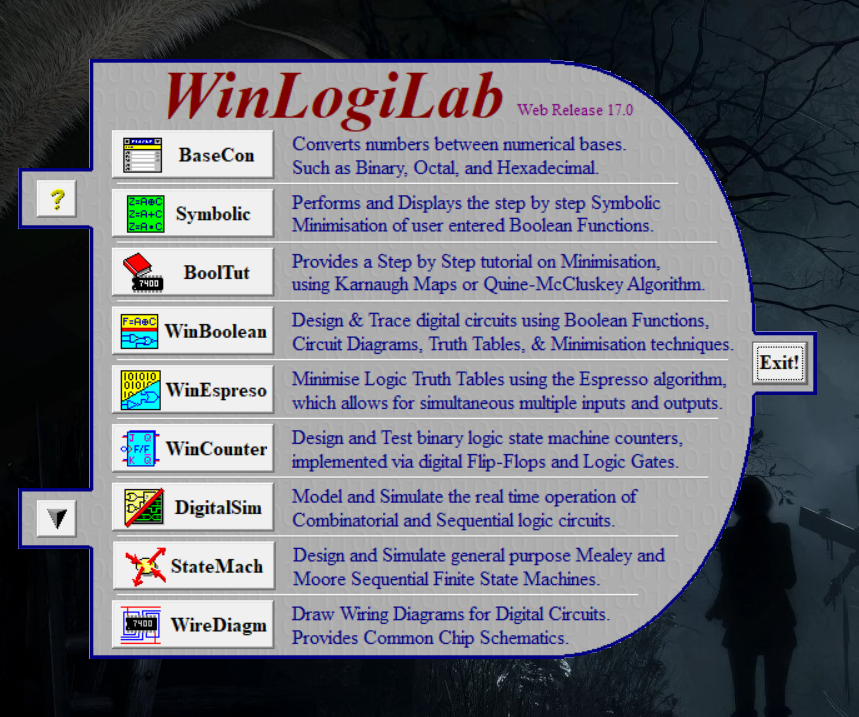 WinLogiLab Web Release 17.0
BaseCon
Converts numbers between numerical bases.
Such as Binary, Octal, and Hexadecimal.
?
Z=A⊕C
Z=A+C
Z=A•C
Symbolic
Performs and Displays the step by step Symbolic
Minimisation of user entered Boolean Functions.
7400
BoolTut
Provides a Step by Step tutorial on Minimisation,
using Karnaugh Maps or Quine-McCluskey Algorithm.
F=A⊕C
WinBoolean
Design & Trace digital circuits using Boolean Functions,
Circuit Diagrams, Truth Tables, & Minimisation techniques.
Exit!
WinEspreso
Minimise Logic Truth Tables using the Espresso algorithm,
which allows for simultaneous multiple inputs and outputs.
J Q
F/F
K Q
WinCounter
Design and Test binary logic state machine counters,
implemented via digital Flip-Flops and Logic Gates.
DigitalSim
Model and Simulate the real time operation of
Combinatorial and Sequential logic circuits.
StateMach
Design and Simulate general purpose Mealey and
Moore Sequential Finite State Machines.
7400
WireDiagm
Draw Wiring Diagrams for Digital Circuits.
Provides Common Chip Schematics.